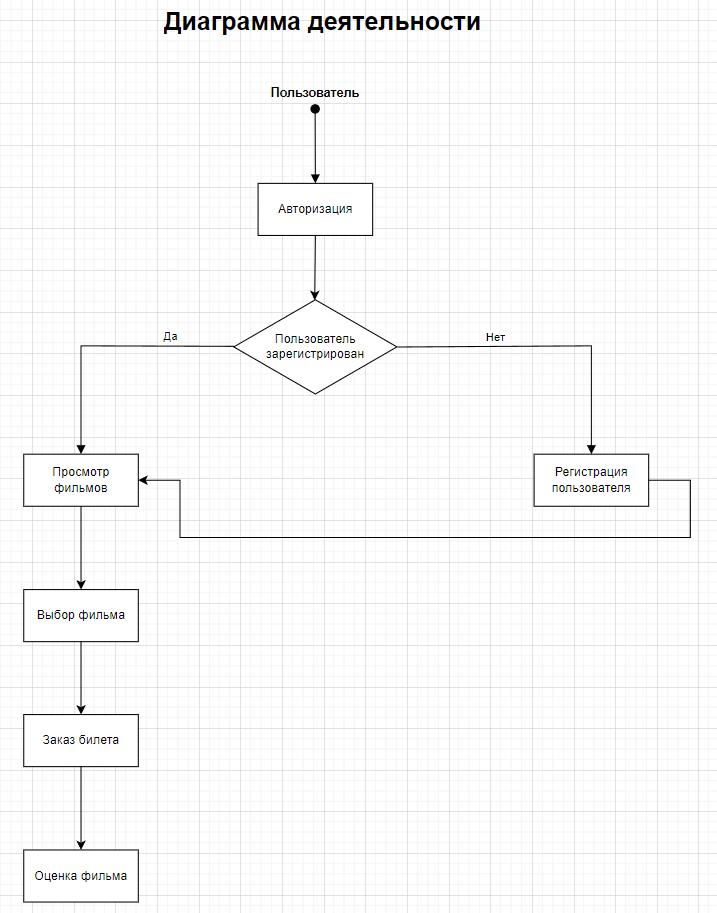 Диаграмма деятельности
Пользователь
Авторизация
Пользователь
зарегистрирован
Да
Нет
Просмотр
фильмов
Регистрация
пользователя
Выбор фильма
Заказ билета
Оценка фильма